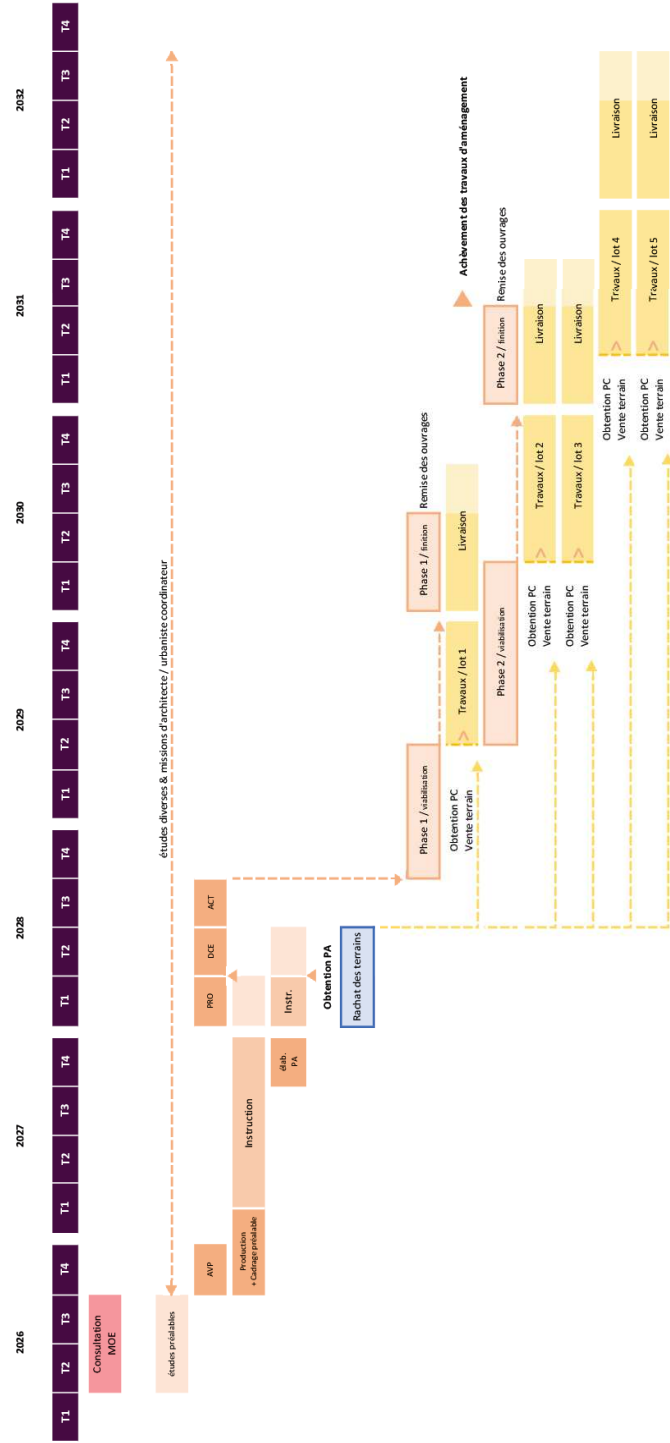 2026
2027
2028
2029
2030
2031
2032
T1
T2
T3
T4
T1
T2
T3
T4
T1
T2
T3
T4
T1
T2
T3
T4
T1
T2
T3
T4
T1
T2
T3
T4
T1
T2
T3
T4
Consultation
MOE
études diverses & missions d'architecte / urbaniste coordinateur
études préalables
AVP
PRO
DCE
ACT
Production
+ Cadrage préalable
Instruction
élab.
PA
Instr.
Obtention PA
Rachat des terrains
Phase 1 / viabilisation
Phase 1 / finition
Remise des ouvrages
Obtention PC
Vente terrain
Travaux / lot 1
Livraison
Achèvement des travaux d'aménagement
Phase 2 / viabilisation
Phase 2 / finition
Remise des ouvrages
Obtention PC
Vente terrain
Travaux / lot 2
Livraison
Obtention PC
Vente terrain
Travaux / lot 3
Livraison
Obtention PC
Vente terrain
Travaux / lot 4
Livraison
Obtention PC
Vente terrain
Travaux / lot 5
Livraison